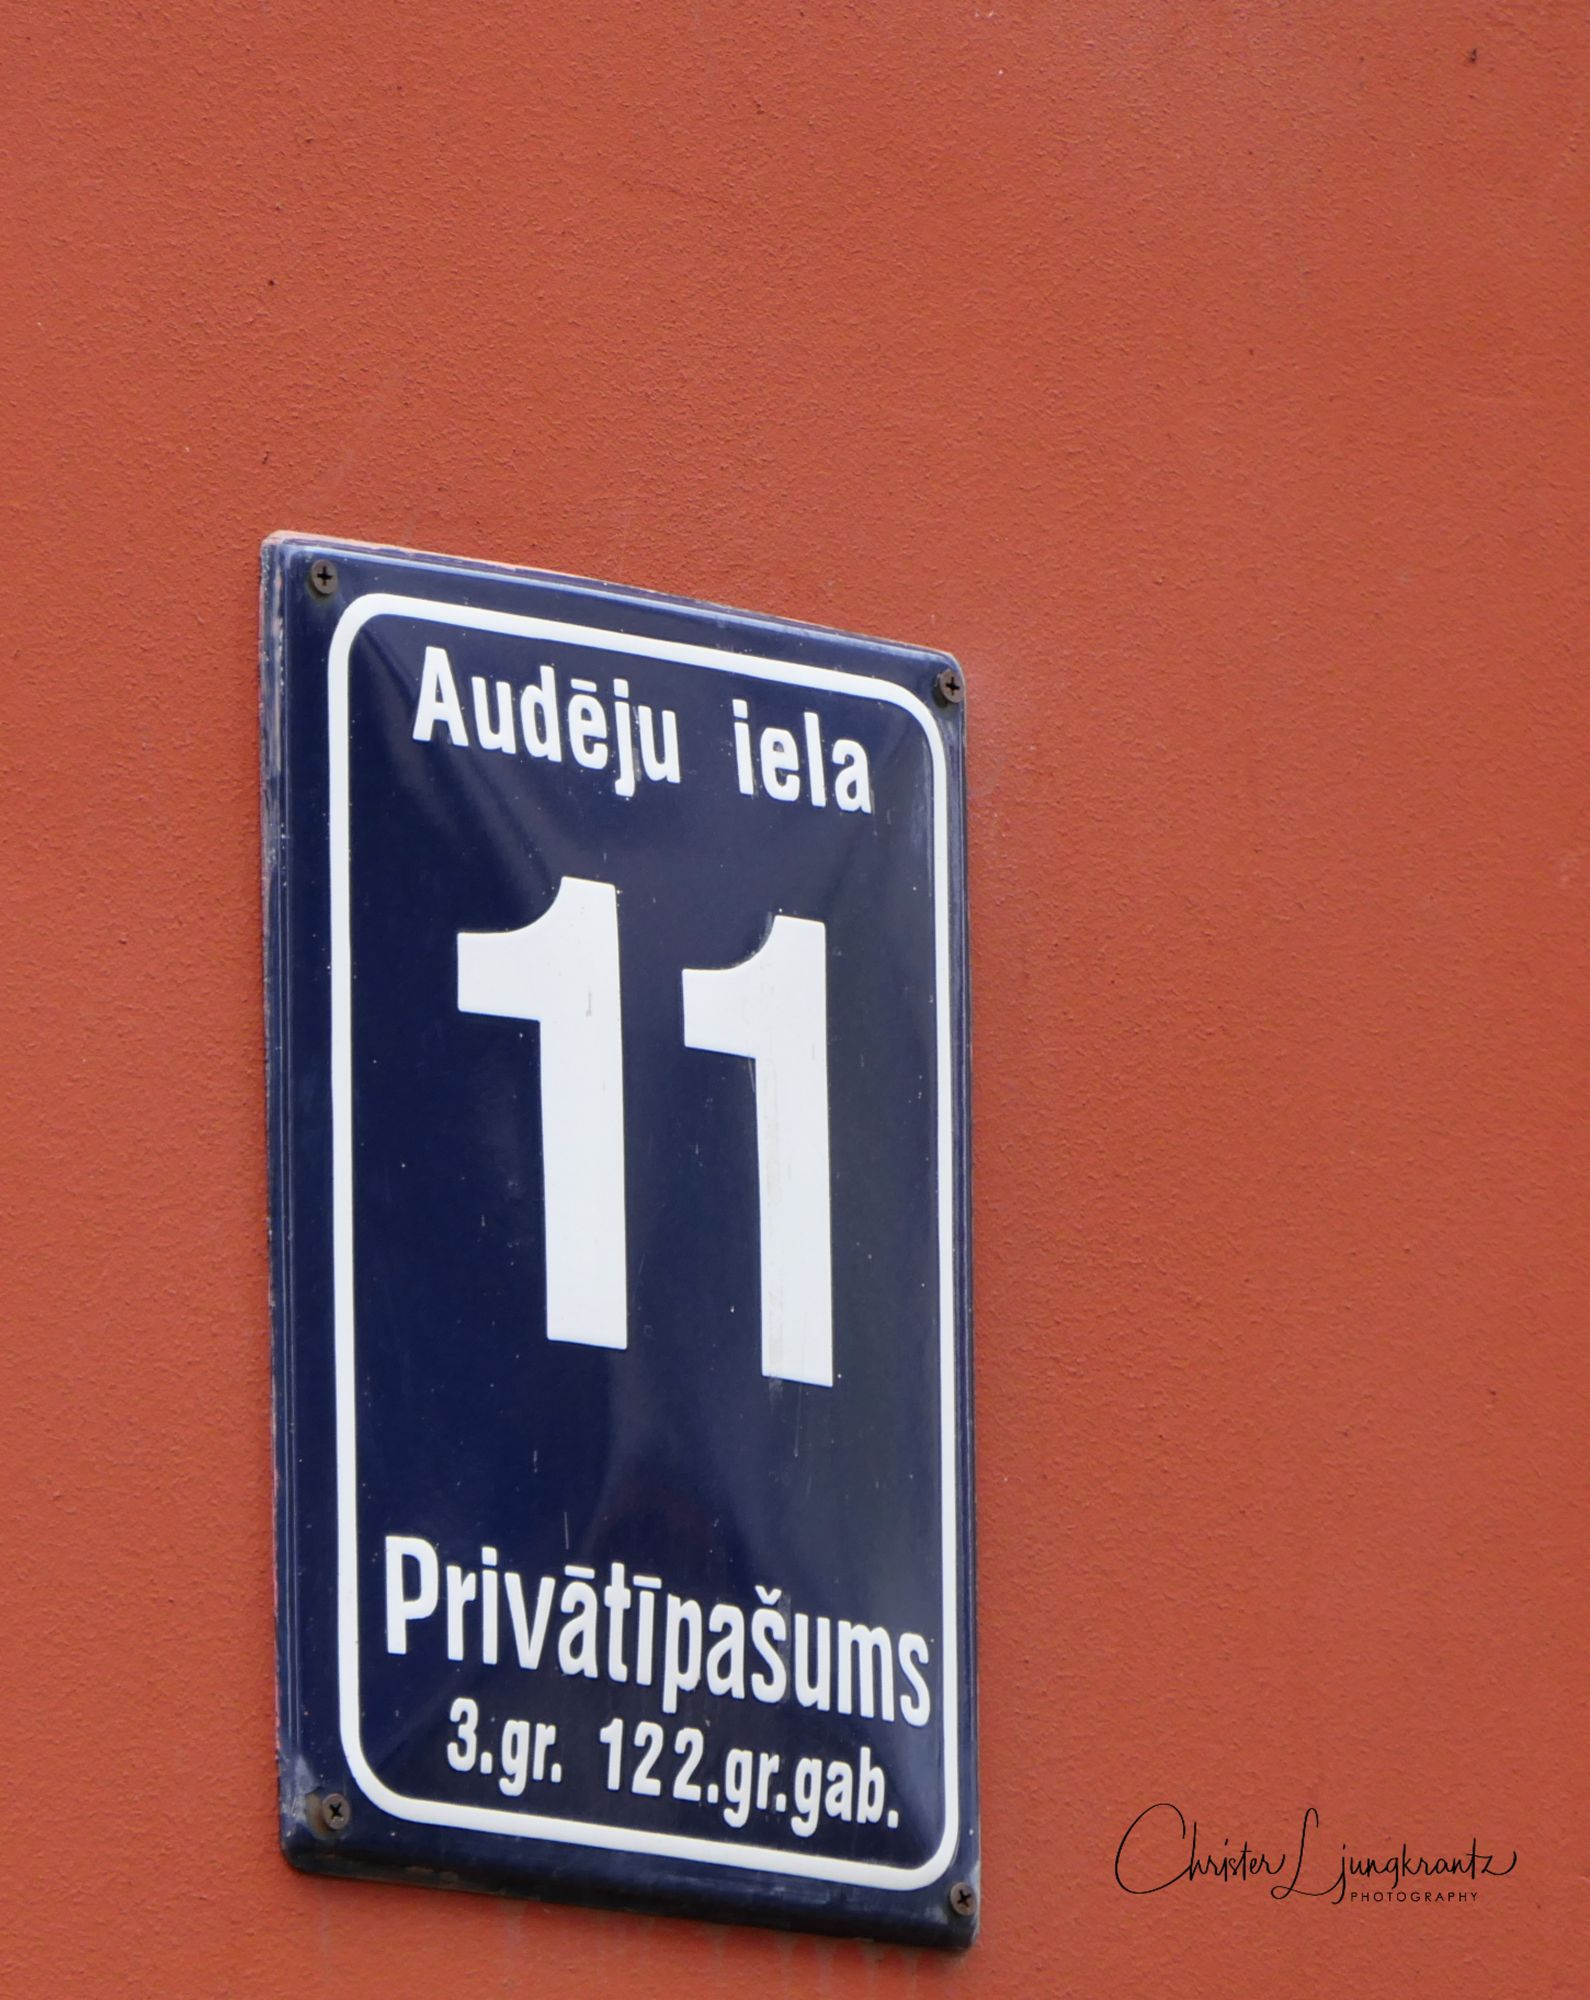 Audēju iela
11
Privātīpašums
3.gr. 122.gr.gab.
Christer Ljungkrantz
PHOTOGRAPHY